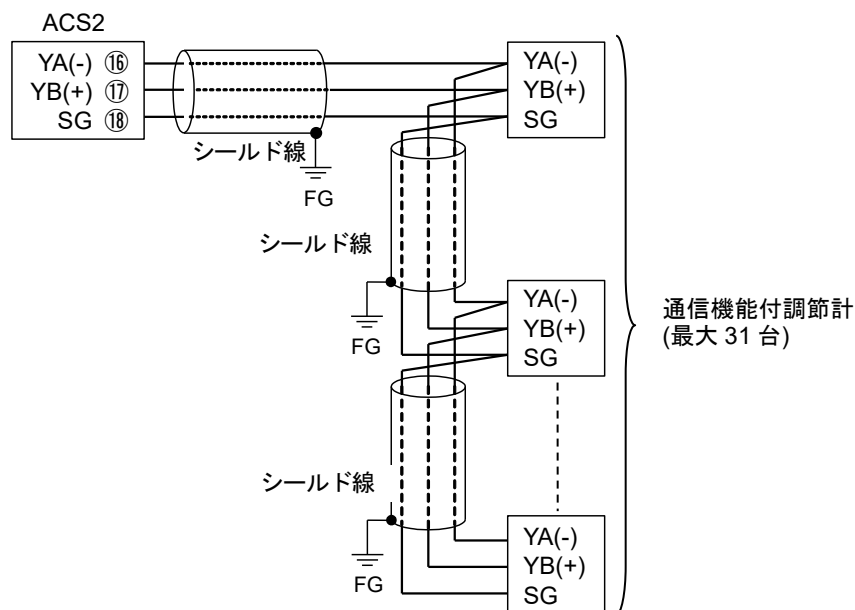 ACS2
YA(-) ⑯
YB(+) ⑰
SG ⑱
シールド線
FG
YA(-)
YB(+)
SG
シールド線
FG
YA(-)
YB(+)
SG
通信機能付調節計
(最大 31 台)
シールド線
FG
YA(-)
YB(+)
SG